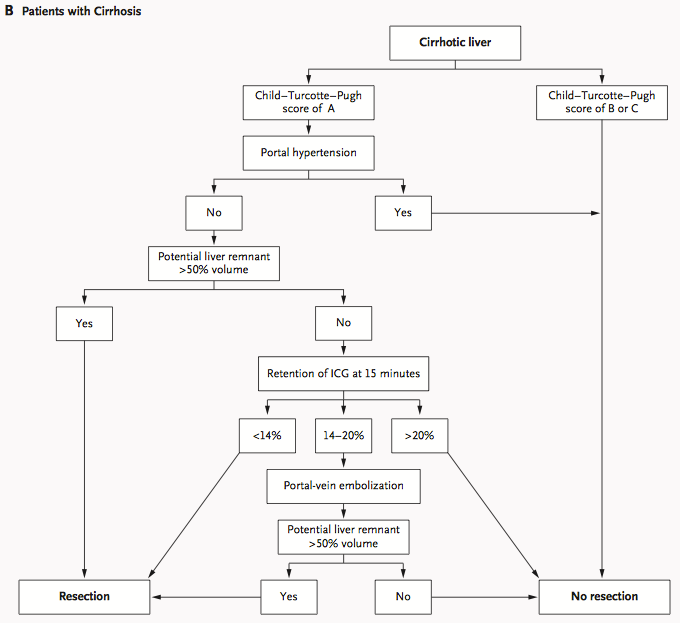 B Patients with Cirrhosis
Cirrhotic liver
Child–Turcotte–Pugh
score of A
Child–Turcotte–Pugh
score of B or C
Portal hypertension
No
Yes
Potential liver remnant
>50% volume
Yes
No
Retention of ICG at 15 minutes
<14%
14–20%
>20%
Portal-vein embolization
Potential liver remnant
>50% volume
Resection
Yes
No
No resection